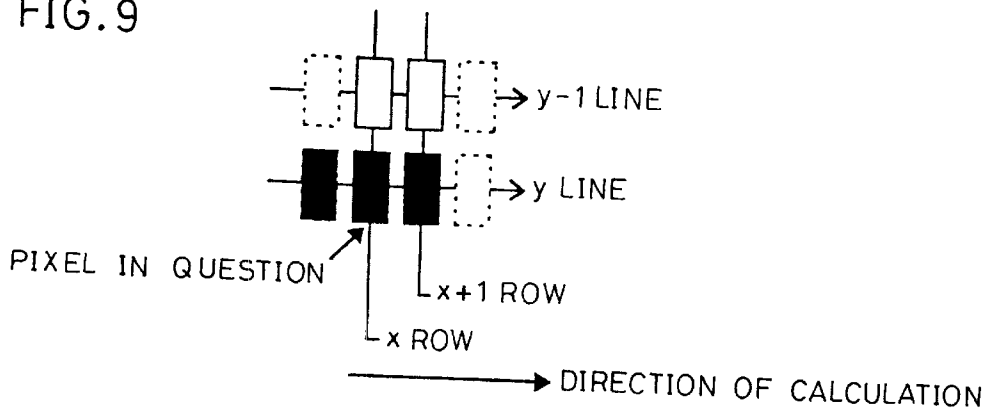 FIG.9
y-1 LINE
y LINE
PIXEL IN QUESTION
x+1 ROW
x ROW
DIRECTION OF CALCULATION